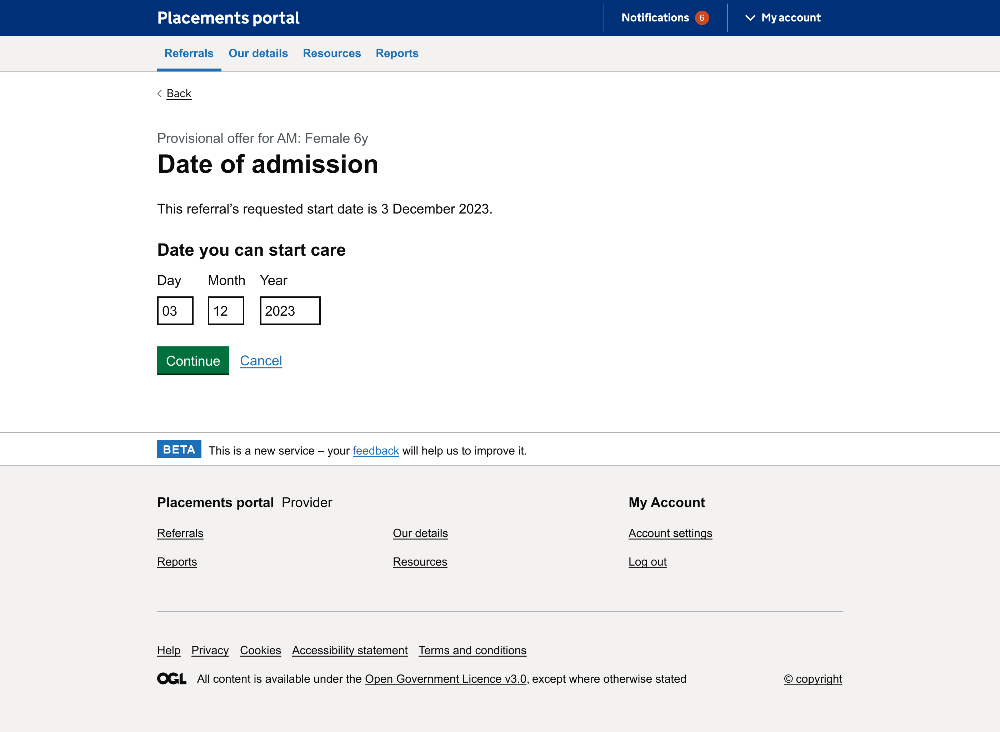 Placements portal
Notifications 6
My account
Referrals Our details Resources Reports
Back
Provisional offer for AM: Female 6y
Date of admission
This referral’s requested start date is 3 December 2023.
Date you can start care
Day Month Year
03 12 2023
Continue Cancel
BETA This is a new service – your feedback will help us to improve it.
Placements portal Provider My Account
Referrals Our details Account settings
Reports Resources Log out
Help Privacy Cookies Accessibility statement Terms and conditions
OGL All content is available under the Open Government Licence v3.0, except where otherwise stated © copyright